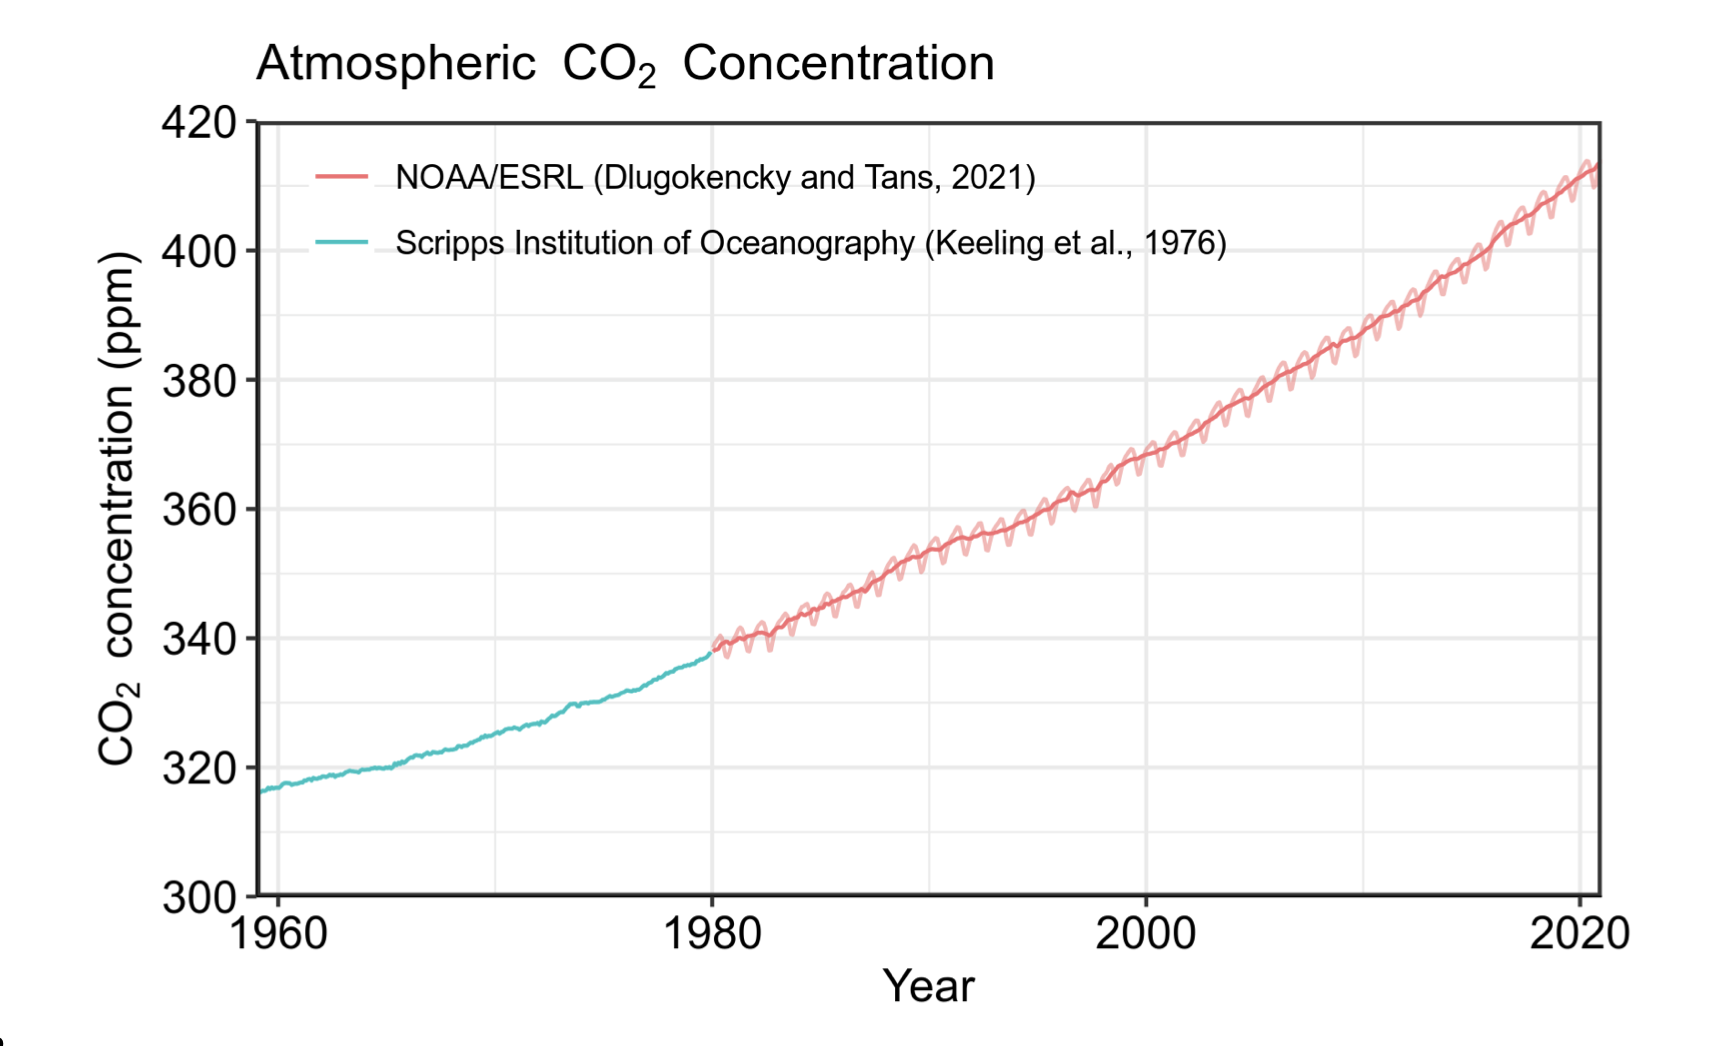 Atmospheric CO₂ Concentration
420
400
380
360
340
320
300
CO₂ concentration (ppm)
NOAA/ESRL (Dlugokencky and Tans, 2021)
Scripps Institution of Oceanography (Keeling et al., 1976)
1960 1980 2000 2020
Year